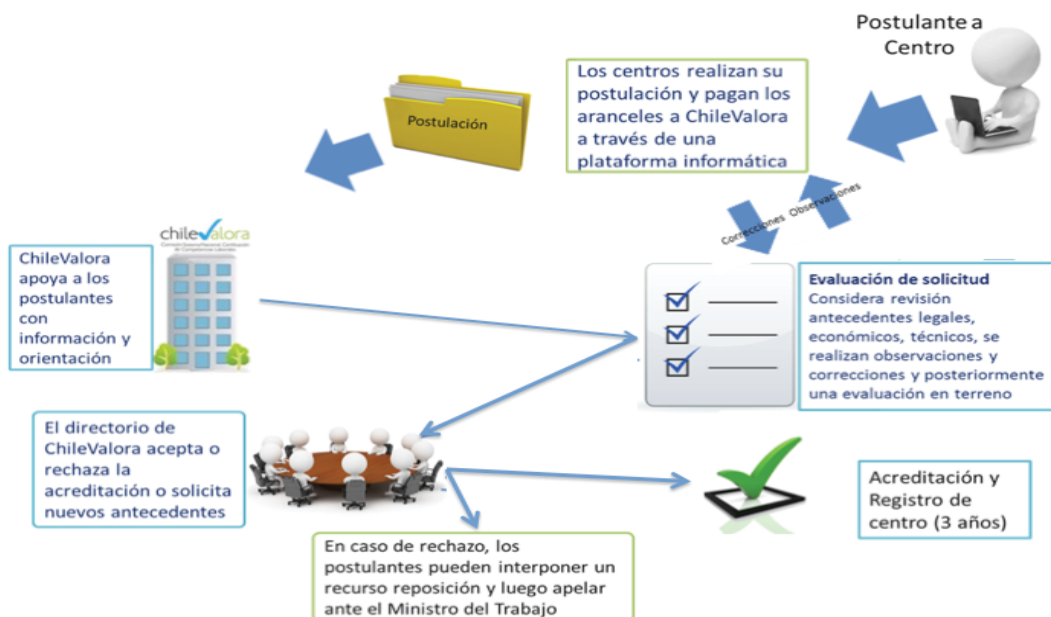 Postulante a
Centro
Los centros realizan su
postulación y pagan los
aranceles a ChileValora
a través de una
plataforma informática
Postulación
Correcciones Observaciones
chilevalora
ChileValora
apoya a los
postulantes
con
información y
orientación
Evaluación de solicitud
Considera revisión
antecedentes legales,
económicos, técnicos, se
realizan observaciones y
correcciones y posteriormente
una evaluación en terreno
El directorio de
ChileValora acepta o
rechaza la
acreditación o solicita
nuevos antecedentes
Acreditación y
Registro de
centro (3 años)
En caso de rechazo, los
postulantes pueden interponer un
recurso reposición y luego apelar
ante el Ministro del Trabajo